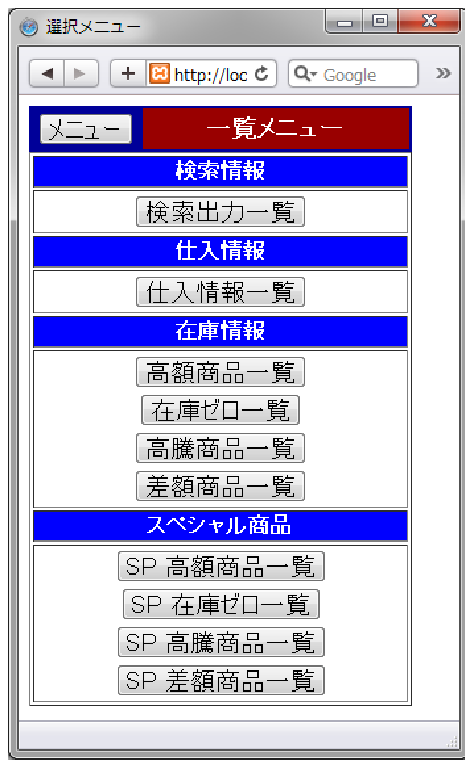 選択メニュー
http://loc
Google
メニュー
一覧メニュー
検索情報
検索出力一覧
仕入情報
仕入情報一覧
在庫情報
高額商品一覧
在庫ゼロ一覧
高騰商品一覧
差額商品一覧
スペシャル商品
SP 高額商品一覧
SP 在庫ゼロ一覧
SP 高騰商品一覧
SP 差額商品一覧